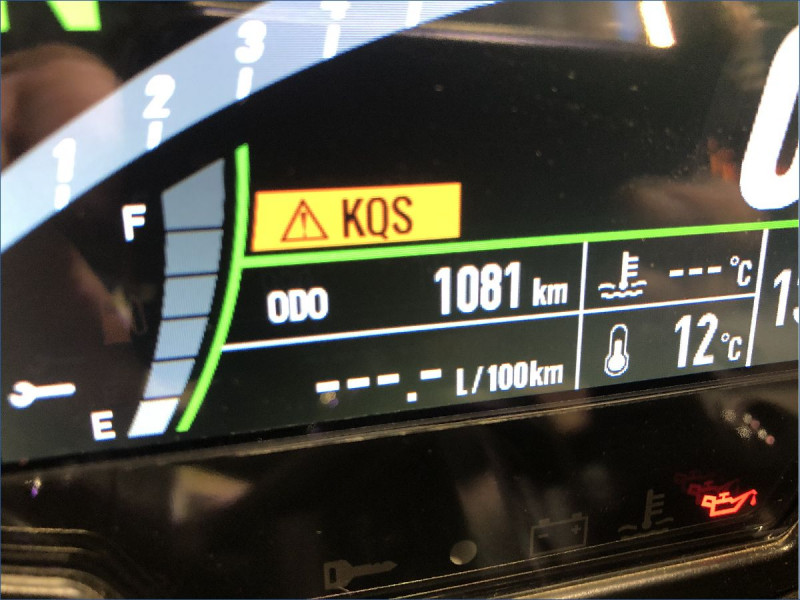 3
2
1
F
KQS
ODO 1081 km
---°C
---.- L/100km
12°C
E